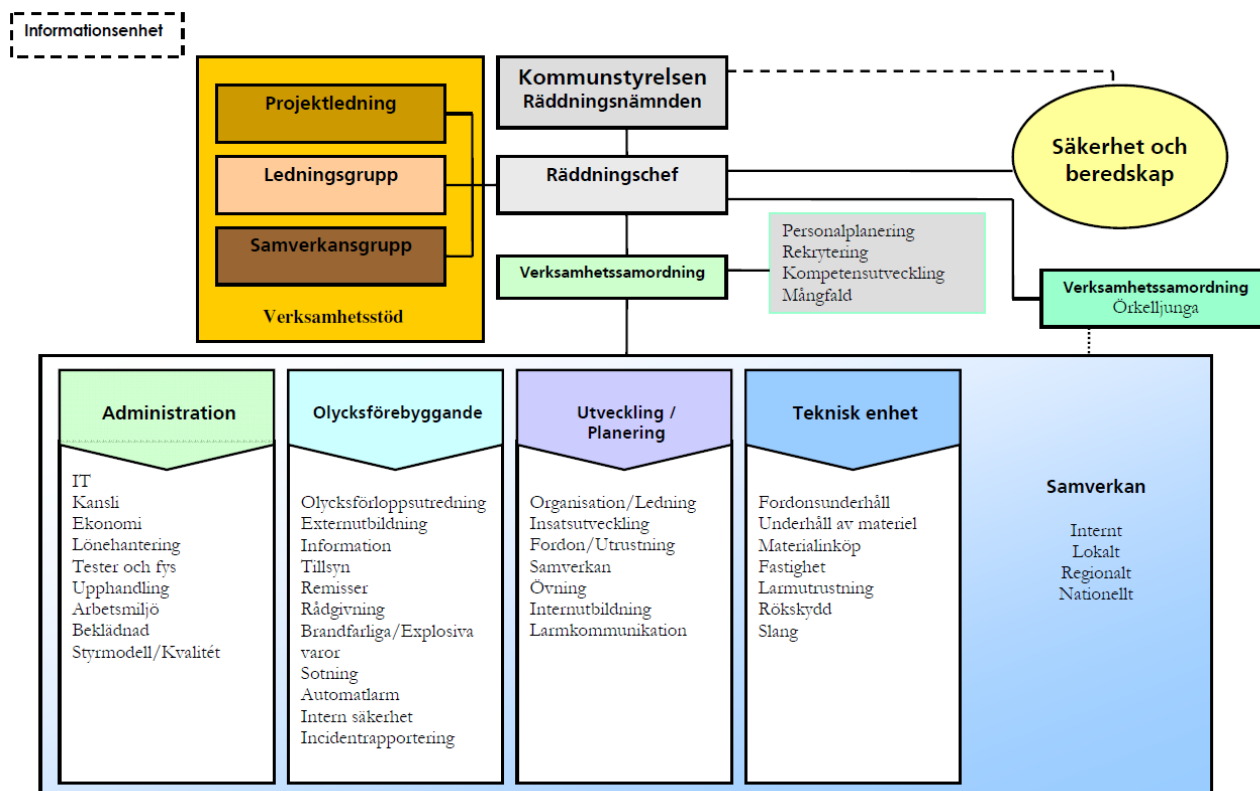 Informationsenhet
Projektledning
Ledningsgrupp
Samverkansgrupp
Verksamhetsstöd
Kommunstyrelsen
Räddningsnämnden
Räddningschef
Verksamhetssamordning
Personalplanering
Rekrytering
Kompetensutveckling
Mångfald
Säkerhet och
beredskap
Verksamhetssamordning
Örkelljunga
Administration
IT
Kansli
Ekonomi
Lönehantering
Tester och fys
Upphandling
Arbetsmiljö
Beklädnad
Styrmodell/Kvalitét
Olycksförebyggande
Olycksförloppsutredning
Externutbildning
Information
Tillsyn
Remisser
Rådgivning
Brandfarliga/Explosiva
varor
Sotning
Automatlarm
Intern säkerhet
Incidentrapportering
Utveckling /
Planering
Organisation/Ledning
Insatsutveckling
Fordon/Utrustning
Samverkan
Övning
Internutbildning
Larmkommunikation
Teknisk enhet
Fordonsunderhåll
Underhåll av materiel
Materialinköp
Fastighet
Larmutrustning
Rökskydd
Slang
Samverkan
Internt
Lokalt
Regionalt
Nationellt